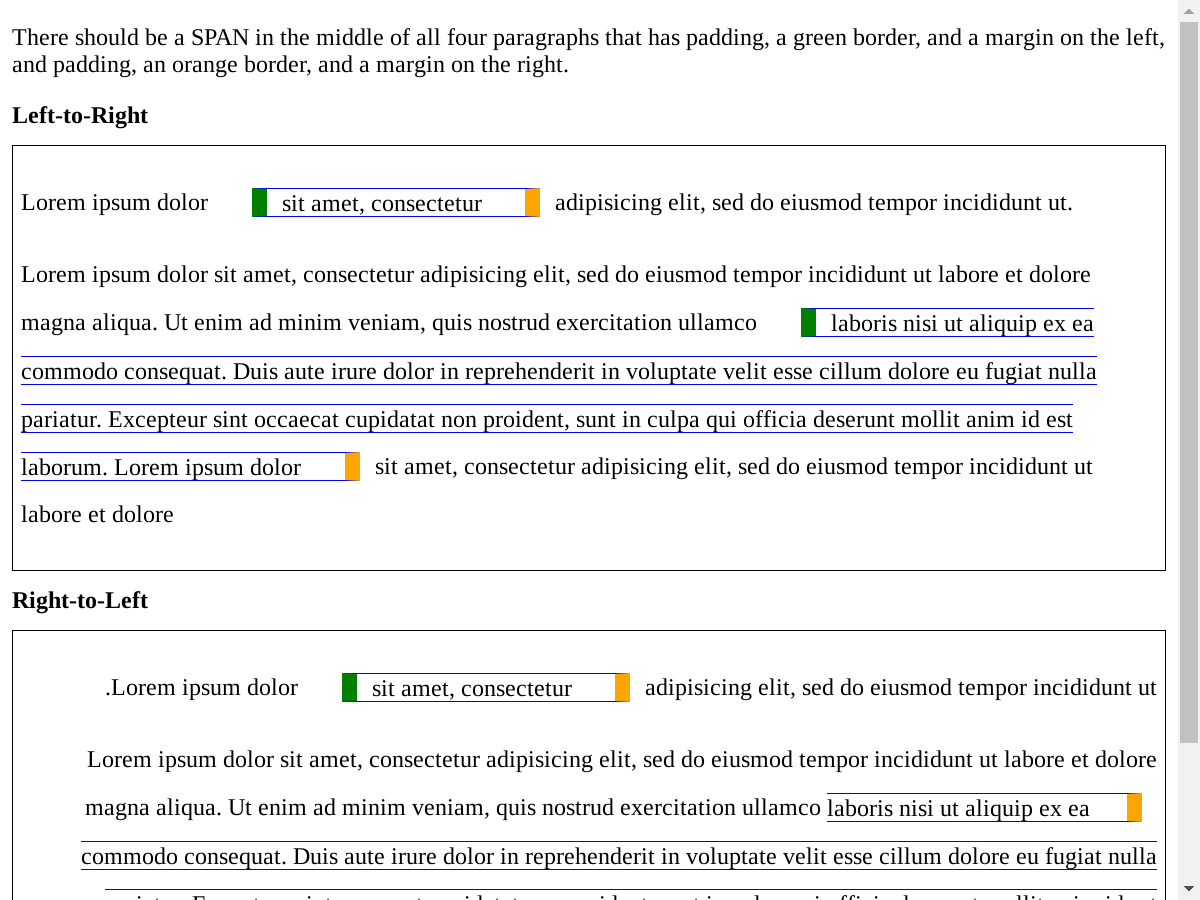 There should be a SPAN in the middle of all four paragraphs that has padding, a green border, and a margin on the left,
and padding, an orange border, and a margin on the right.
Left-to-Right
Lorem ipsum dolor sit amet, consectetur adipisicing elit, sed do eiusmod tempor incididunt ut.
Lorem ipsum dolor sit amet, consectetur adipisicing elit, sed do eiusmod tempor incididunt ut labore et dolore
magna aliqua. Ut enim ad minim veniam, quis nostrud exercitation ullamco laboris nisi ut aliquip ex ea
commodo consequat. Duis aute irure dolor in reprehenderit in voluptate velit esse cillum dolore eu fugiat nulla
pariatur. Excepteur sint occaecat cupidatat non proident, sunt in culpa qui officia deserunt mollit anim id est
laborum. Lorem ipsum dolor sit amet, consectetur adipisicing elit, sed do eiusmod tempor incididunt ut
labore et dolore
Right-to-Left
.Lorem ipsum dolor sit amet, consectetur adipisicing elit, sed do eiusmod tempor incididunt ut
Lorem ipsum dolor sit amet, consectetur adipisicing elit, sed do eiusmod tempor incididunt ut labore et dolore
magna aliqua. Ut enim ad minim veniam, quis nostrud exercitation ullamco laboris nisi ut aliquip ex ea
commodo consequat. Duis aute irure dolor in reprehenderit in voluptate velit esse cillum dolore eu fugiat nulla